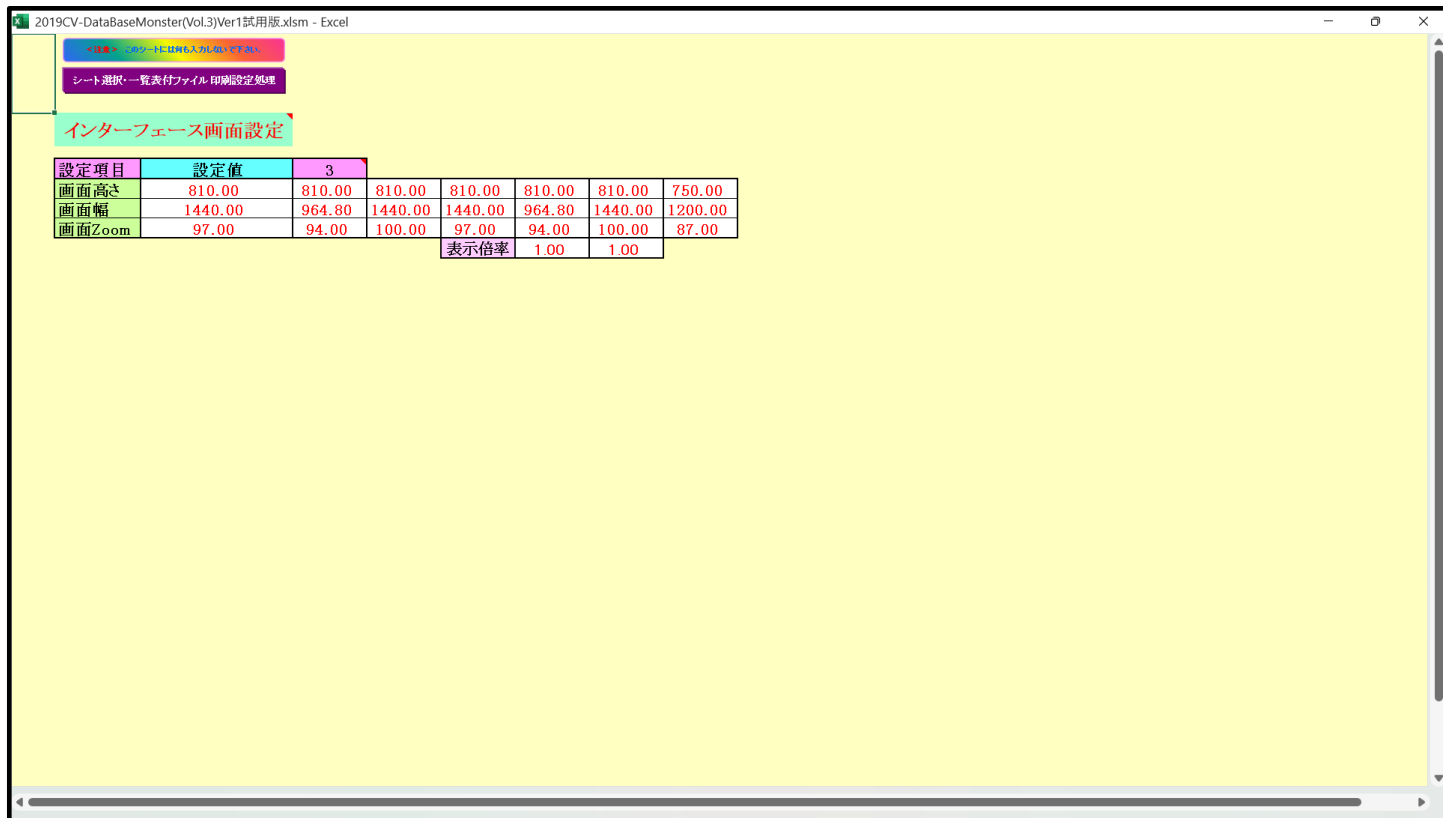 2019CV-DataBaseMonster(Vol.3)Ver1試用版.xlsm - Excel
<注意> このシートには何も入力しないで下さい.
シート選択・一覧表付ファイル印刷設定処理
インターフェース画面設定
設定項目 設定値 3
画面高さ 810.00 810.00 810.00 810.00 810.00 810.00 750.00
画面幅 1440.00 964.80 1440.00 1440.00 964.80 1440.00 1200.00
画面Zoom 97.00 94.00 100.00 97.00 94.00 100.00 87.00
表示倍率 1.00 1.00